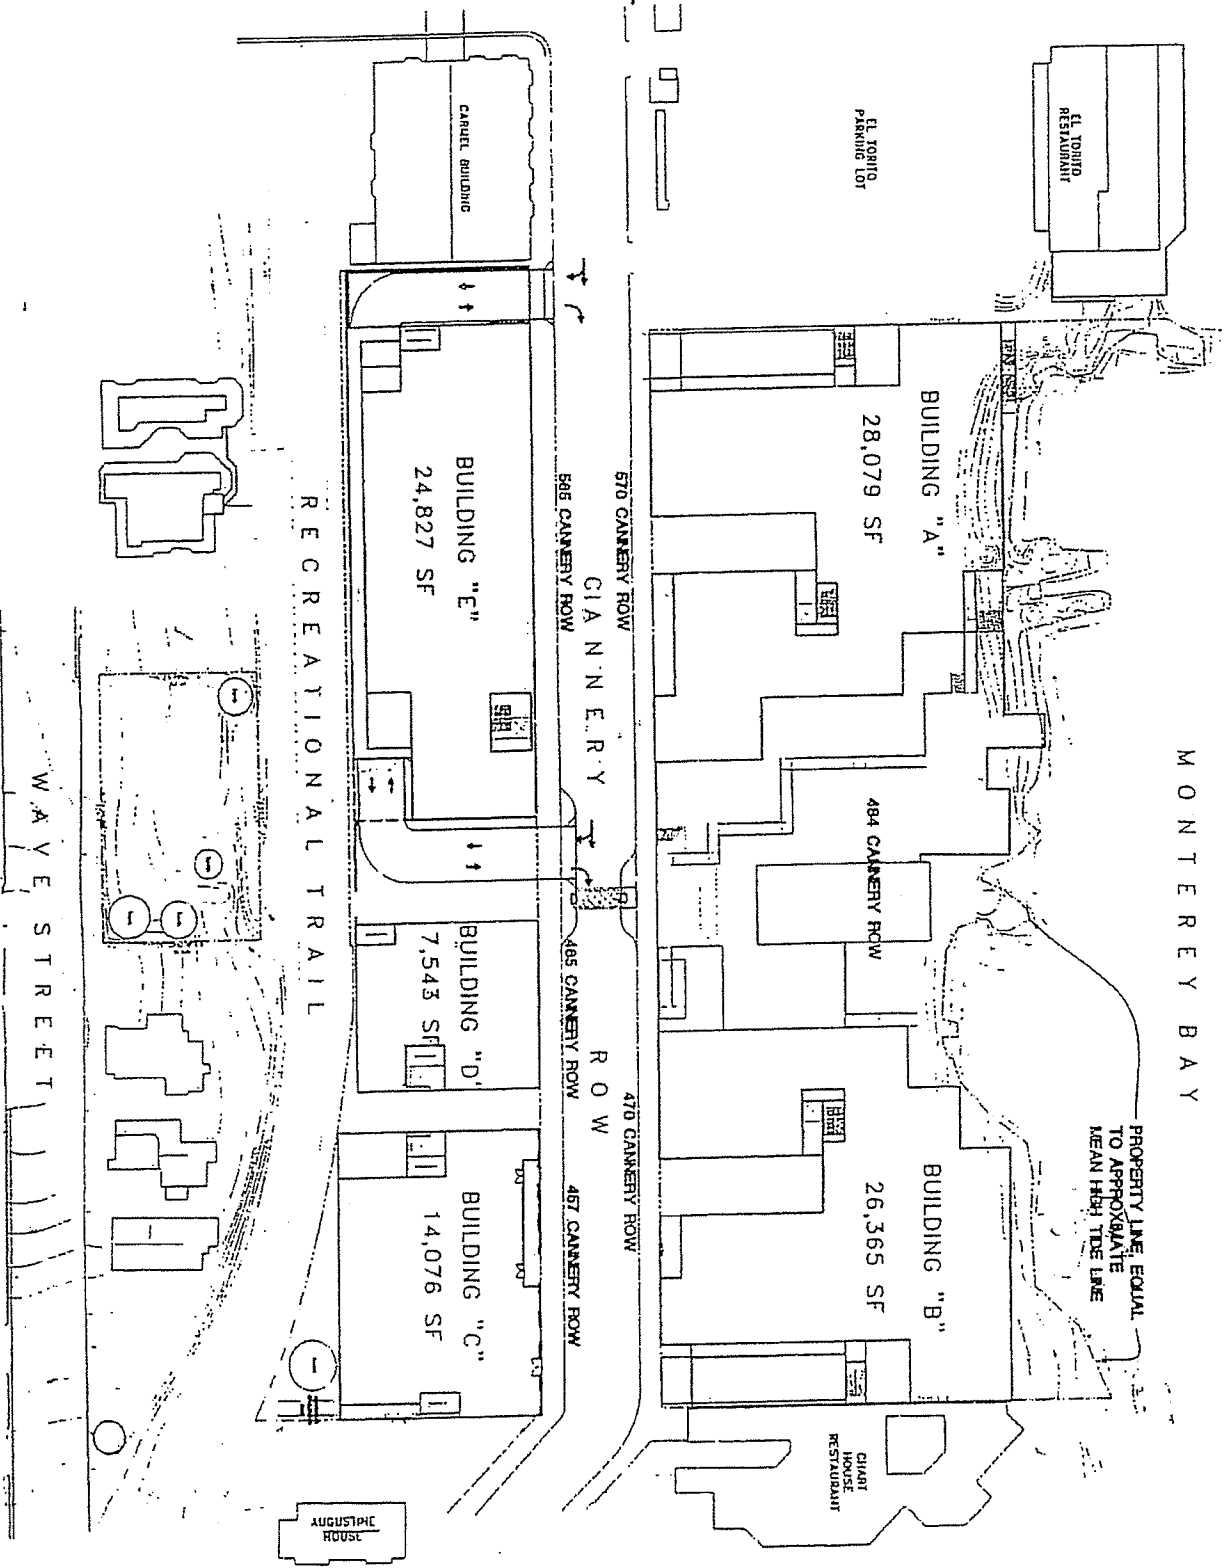 MONTEREY BAY
EL TORITO
RESTAURANT
EL TORITO
PARKING LOT
BUILDING "A"
28,079 SF
484 CANNERY ROW
BUILDING "B"
26,365 SF
PROPERTY LINE, EQUAL
TO APPROXIMATE
MEAN HIGH TIDE LINE
CHART
HOUSE
RESTAURANT
570 CANNERY ROW
470 CANNERY ROW
CANNERY ROW
565 CANNERY ROW
465 CANNERY ROW
457 CANNERY ROW
CARMEL BUILDING
BUILDING "E"
24,827 SF
BUILDING "D"
7,543 SF
BUILDING "C"
14,076 SF
RECREATIONAL TRAIL
WAVE STREET
AUGUSTINE
HOUSE